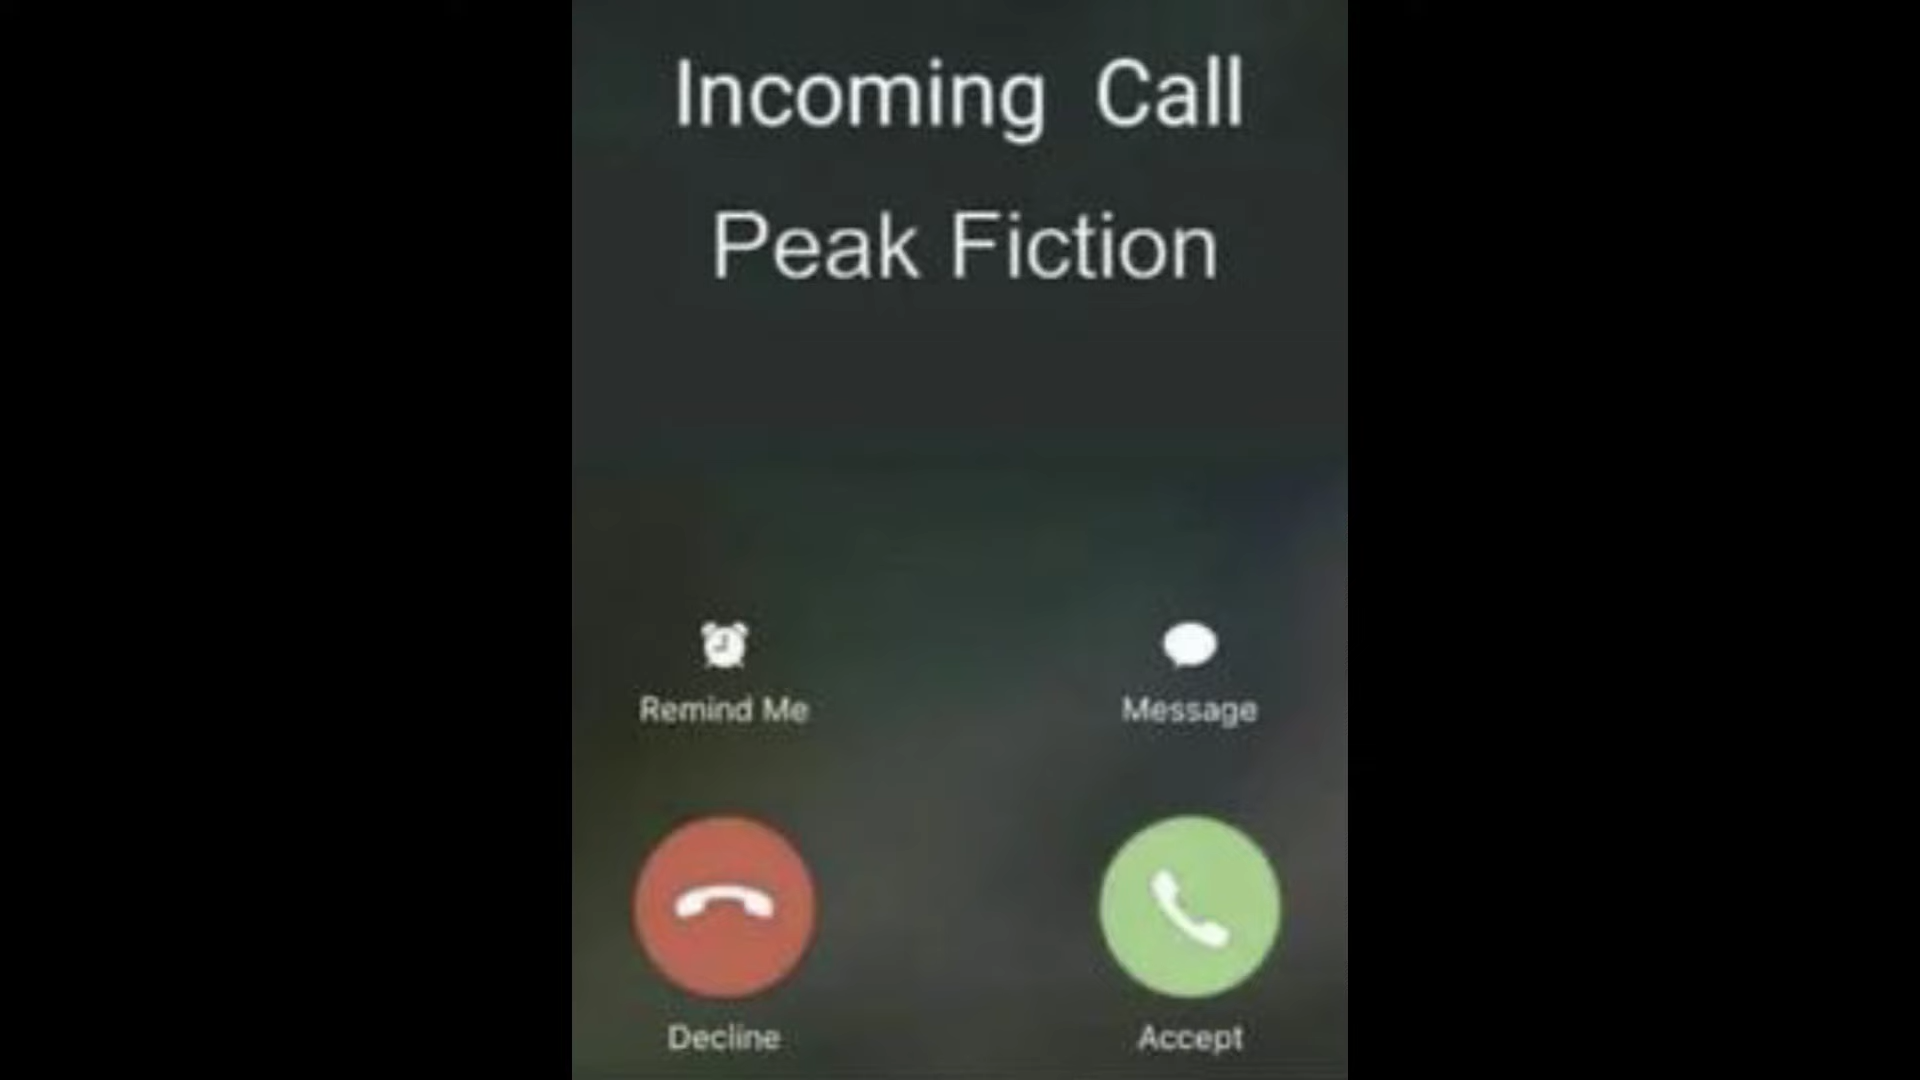 Incoming Call
Peak Fiction
Remind Me
Message
Decline
Accept